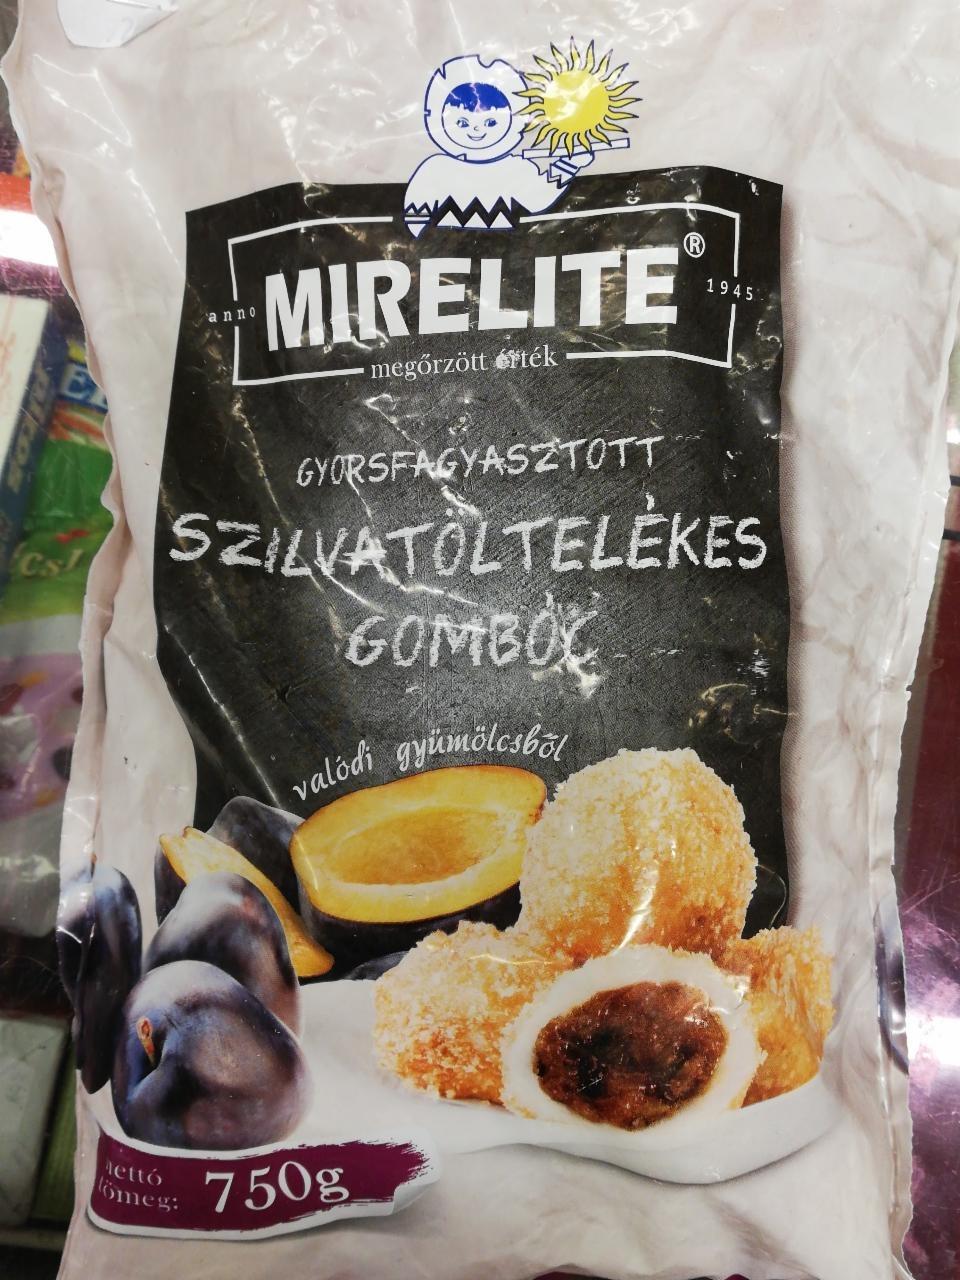 MIRELITE®
anno 1945
megőrzött érték
GYORSFAGYASZTOTT
SZILVATÖLTELÉKES
GOMBÓC
valódi gyümölcsből
nettó
tömeg: 750g